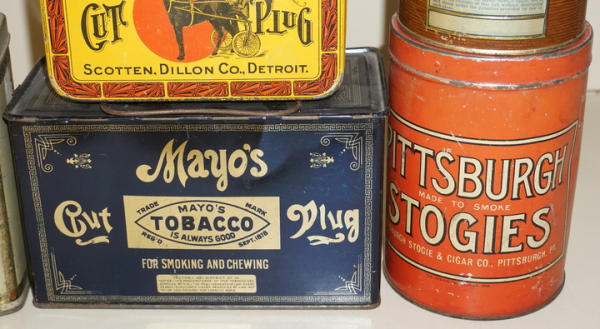 CUT PLUG
SCOTTEN, DILLON CO., DETROIT.
Mayo's
Cut Plug
TRADE MARK
MAYO'S
TOBACCO
IS ALWAYS GOOD
REG'D SEPT. 1878
FOR SMOKING AND CHEWING
PITTSBURGH
MADE TO SMOKE
STOGIES
STOGIE & CIGAR CO., PITTSBURGH, PA.